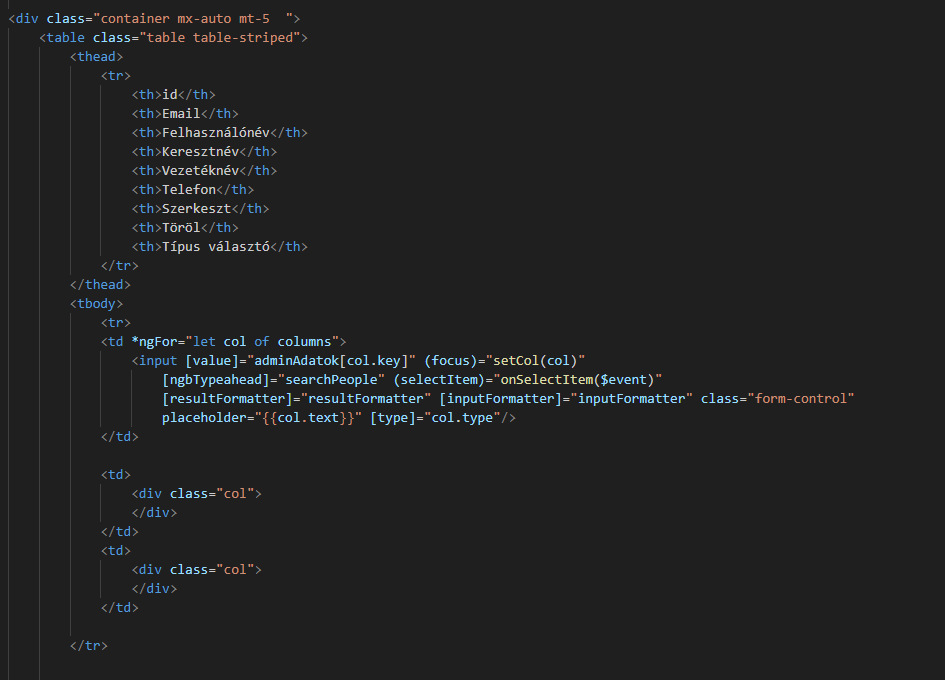 <div class="container mx-auto mt-5  ">
    <table class="table table-striped">
        <thead>
            <tr>
                <th>id</th>
                <th>Email</th>
                <th>Felhasználónév</th>
                <th>Keresztnév</th>
                <th>Vezetéknév</th>
                <th>Telefon</th>
                <th>Szerkeszt</th>
                <th>Töröl</th>
                <th>Típus választó</th>
            </tr>
        </thead>
        <tbody>
            <tr>
            <td *ngFor="let col of columns">
                <input [value]="adminAdatok[col.key]" (focus)="setCol(col)"
                    [ngbTypeahead]="searchPeople" (selectItem)="onSelectItem($event)"
                    [resultFormatter]="resultFormatter" [inputFormatter]="inputFormatter" class="form-control"
                    placeholder="{{col.text}}" [type]="col.type"/>
            </td>
            <td>
                <div class="col">
                </div>
            </td>
            <td>
                <div class="col">
                </div>
            </td>
        </tr>